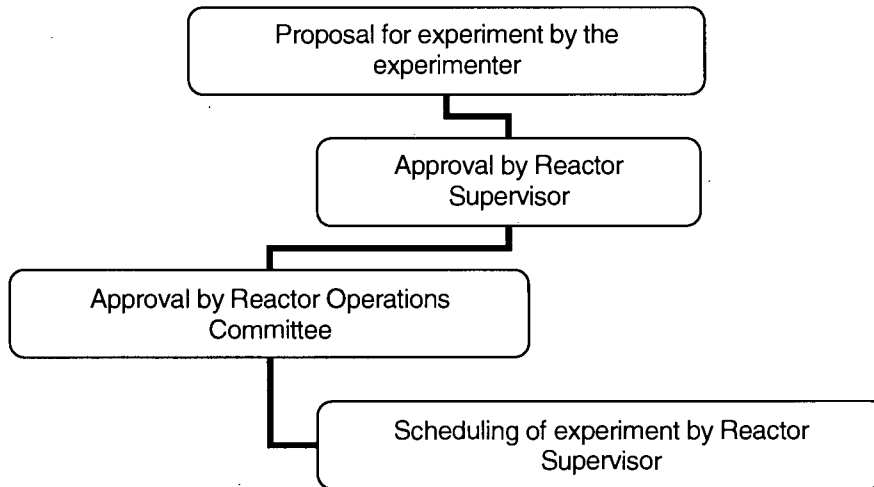 Proposal for experiment by the
experimenter
Approval by Reactor
Supervisor
Approval by Reactor Operations
Committee
Scheduling of experiment by Reactor
Supervisor